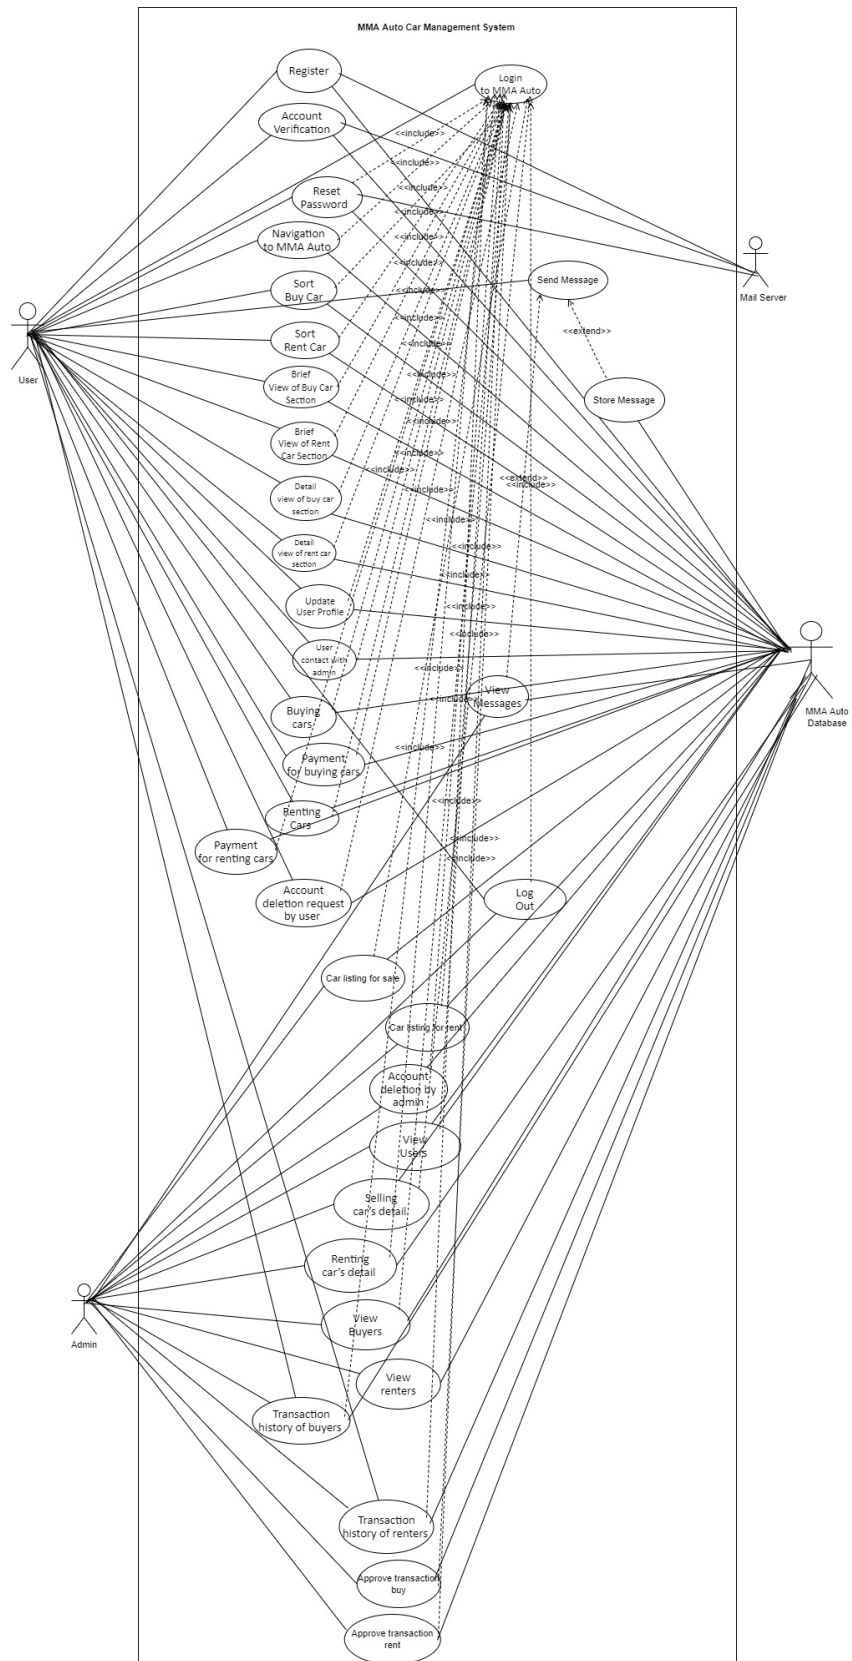 MMA Auto Car Management System
Register
Login
to MMA Auto
Account
Verification
<<include>>
<<include>>
<<include>>
Reset
Password
<<include>>
Navigation
to MMA Auto
<<include>>
Mail Server
<<include>>
Sort
Buy Car
Send Message
<<include>>
<<include>>
<<extend>>
Sort
Rent Car
<<include>>
User
<<include>>
Brief
View of Buy Car
Section
Store Message
<<include>>
<<include>>
Brief
View of Rent
Car Section
<<include>>
<<include>>
<<extend>>
<<include>>
Detail
view of buy car
section
<<include>>
<<include>>
Detail
view of rent car
section
<<include>>
Update
User Profile
<<include>>
<<include>>
User
contact with
admin
<<include>>
View
Messages
<<include>>
MMA Auto
Database
Buying
cars
<<include>>
Payment
for buying cars
<<include>>
Renting
Cars
<<include>>
Payment
for renting cars
<<include>>
Account
deletion request
by user
Log
Out
Car listing for sale
Car listing for rent
Account
deletion by
admin
View
Users
Selling
car's detail
Renting
car's detail
Admin
View
Buyers
View
renters
Transaction
history of buyers
Transaction
history of renters
Approve transaction
buy
Approve transaction
rent